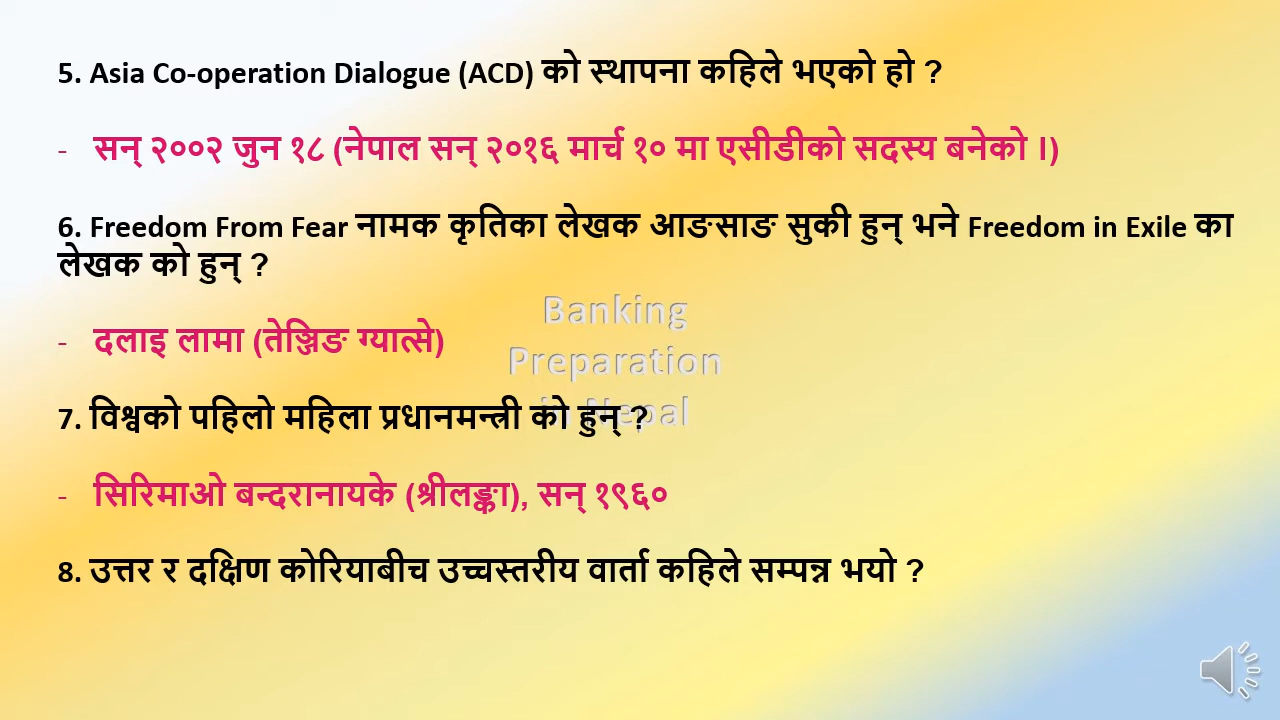 5. Asia Co-operation Dialogue (ACD) को स्थापना कहिले भएको हो ?
- सन् २००२ जुन १८ (नेपाल सन् २०१६ मार्च १० मा एसीडीको सदस्य बनेको ।)
6. Freedom From Fear नामक कृतिका लेखक आङसाङ सुकी हुन् भने Freedom in Exile का
लेखक को हुन् ?
Banking
- दलाइ लामा (तेञ्जिङ ग्यात्से)
Preparation
7. विश्वको पहिलो महिला प्रधानमन्त्री को हुन् ?
in Nepal
- सिरिमाओ बन्दरानायके (श्रीलङ्का), सन् १९६०
8. उत्तर र दक्षिण कोरियाबीच उच्चस्तरीय वार्ता कहिले सम्पन्न भयो ?